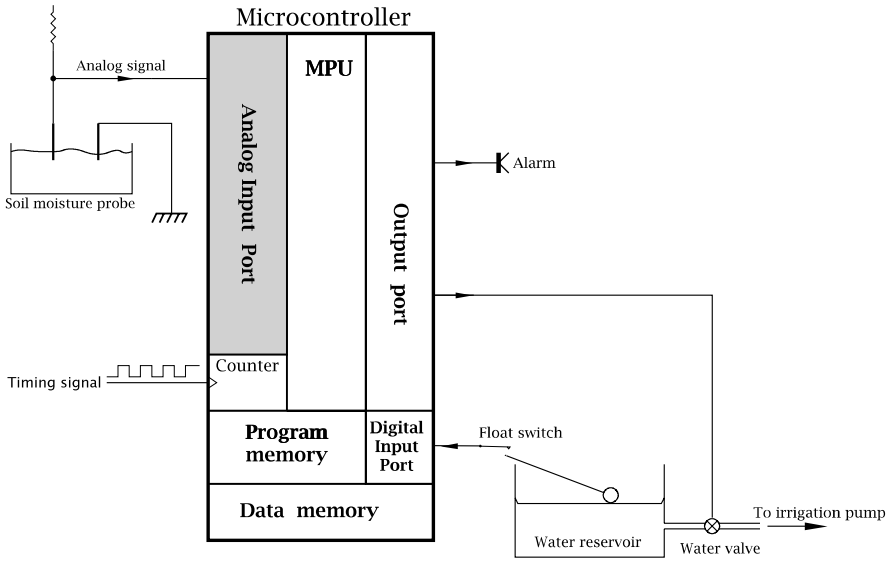 Microcontroller
Analog signal
MPU
Analog Input Port
Alarm
Soil moisture probe
Output port
Counter
Timing signal
Program
memory
Digital
Input
Port
Float switch
Data memory
To irrigation pump
Water reservoir
Water valve